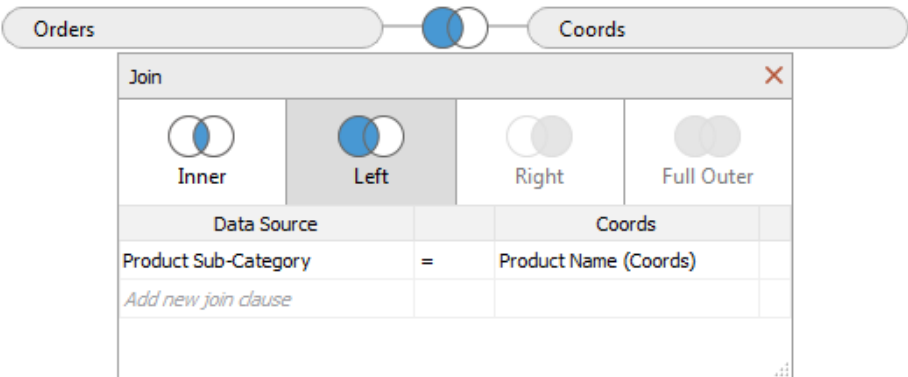 Orders Coords
Join
Inner Left Right Full Outer
Data Source Coords
Product Sub-Category = Product Name (Coords)
Add new join clause